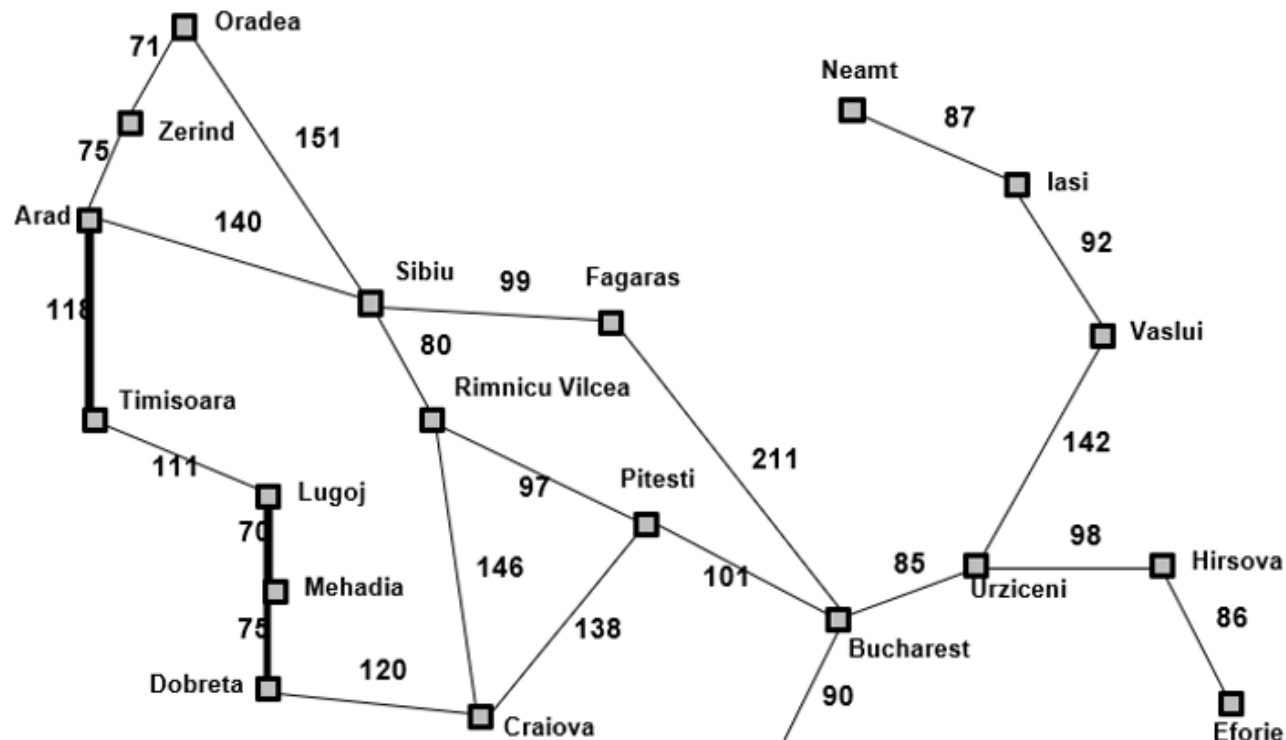 Oradea
71
Neamt
87
Zerind
151
75
Iasi
Arad
140
92
Sibiu
99
Fagaras
118
80
Vaslui
Rimnicu Vilcea
Timisoara
142
111
211
Pitesti
97
Lugoj
70
98
146
101
85
Hirsova
Mehadia
Urziceni
75
138
86
Bucharest
120
Dobreta
90
Craiova
Eforie